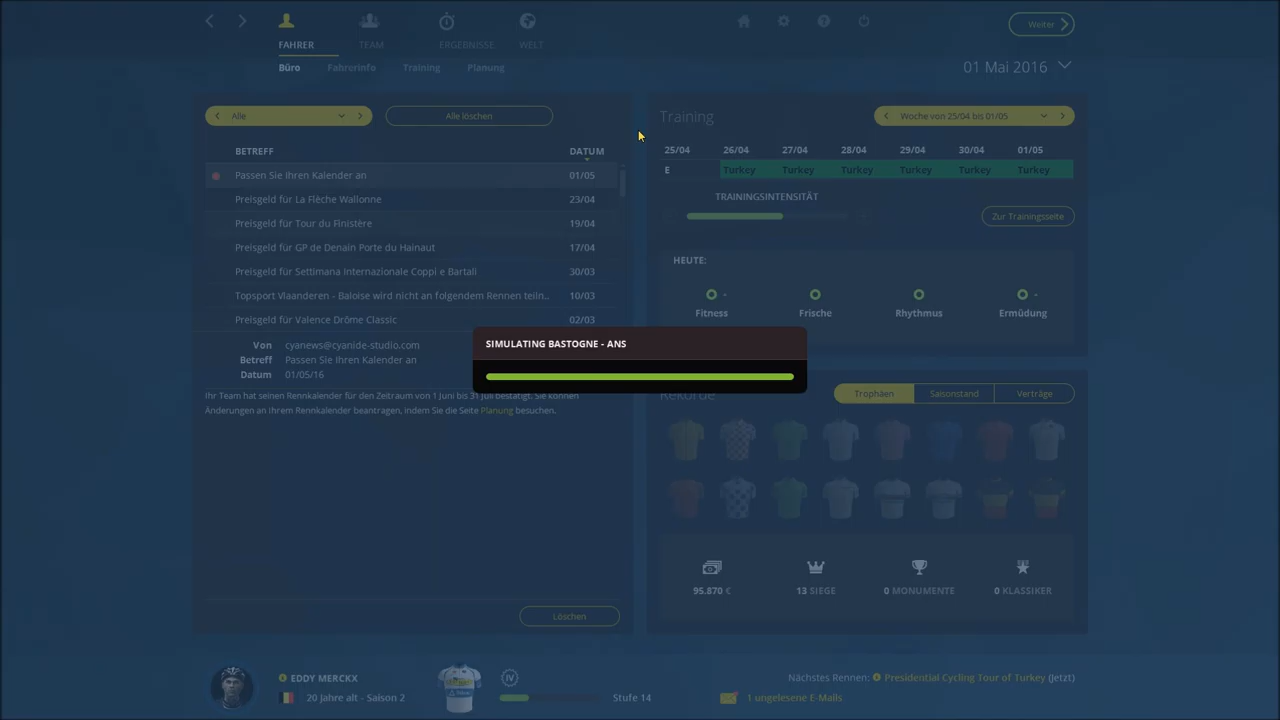 Weiter
FAHRER
TEAM
ERGEBNISSE
WELT
Büro
Fahrerinfo
Training
Planung
01 Mai 2016
Alle
Alle löschen
BETREFF
DATUM
Passen Sie Ihren Kalender an
01/05
Preisgeld für La Flèche Wallonne
23/04
Preisgeld für Tour du Finistère
19/04
Preisgeld für GP de Denain Porte du Hainaut
17/04
Preisgeld für Settimana Internazionale Coppi e Bartali
30/03
Topsport Vlaanderen - Baloise wird nicht an folgendem Rennen teiln..
10/03
Preisgeld für Valence Drôme Classic
02/03
Von cyanews@cyanide-studio.com
Betreff Passen Sie Ihren Kalender an
Datum 01/05/16
Ihr Team hat seinen Rennkalender für den Zeitraum von 1 Juni bis 31 Juli bestätigt. Sie können
Änderungen an Ihrem Rennkalender beantragen, indem Sie die Seite Planung besuchen.
Löschen
SIMULATING BASTOGNE - ANS
Training
Woche von 25/04 bis 01/05
25/04 26/04 27/04 28/04 29/04 30/04 01/05
E Turkey Turkey Turkey Turkey Turkey Turkey
TRAININGSINTENSITÄT
Zur Trainingsseite
HEUTE:
- - 
Fitness Frische Rhythmus Ermüdung
Rekorde
Trophäen
Saisonstand
Verträge
95.870 € 13 SIEGE 0 MONUMENTE 0 KLASSIKER
EDDY MERCKX
20 Jahre alt - Saison 2
IV
Stufe 14
Nächstes Rennen: Presidential Cycling Tour of Turkey (Jetzt)
1 ungelesene E-Mails